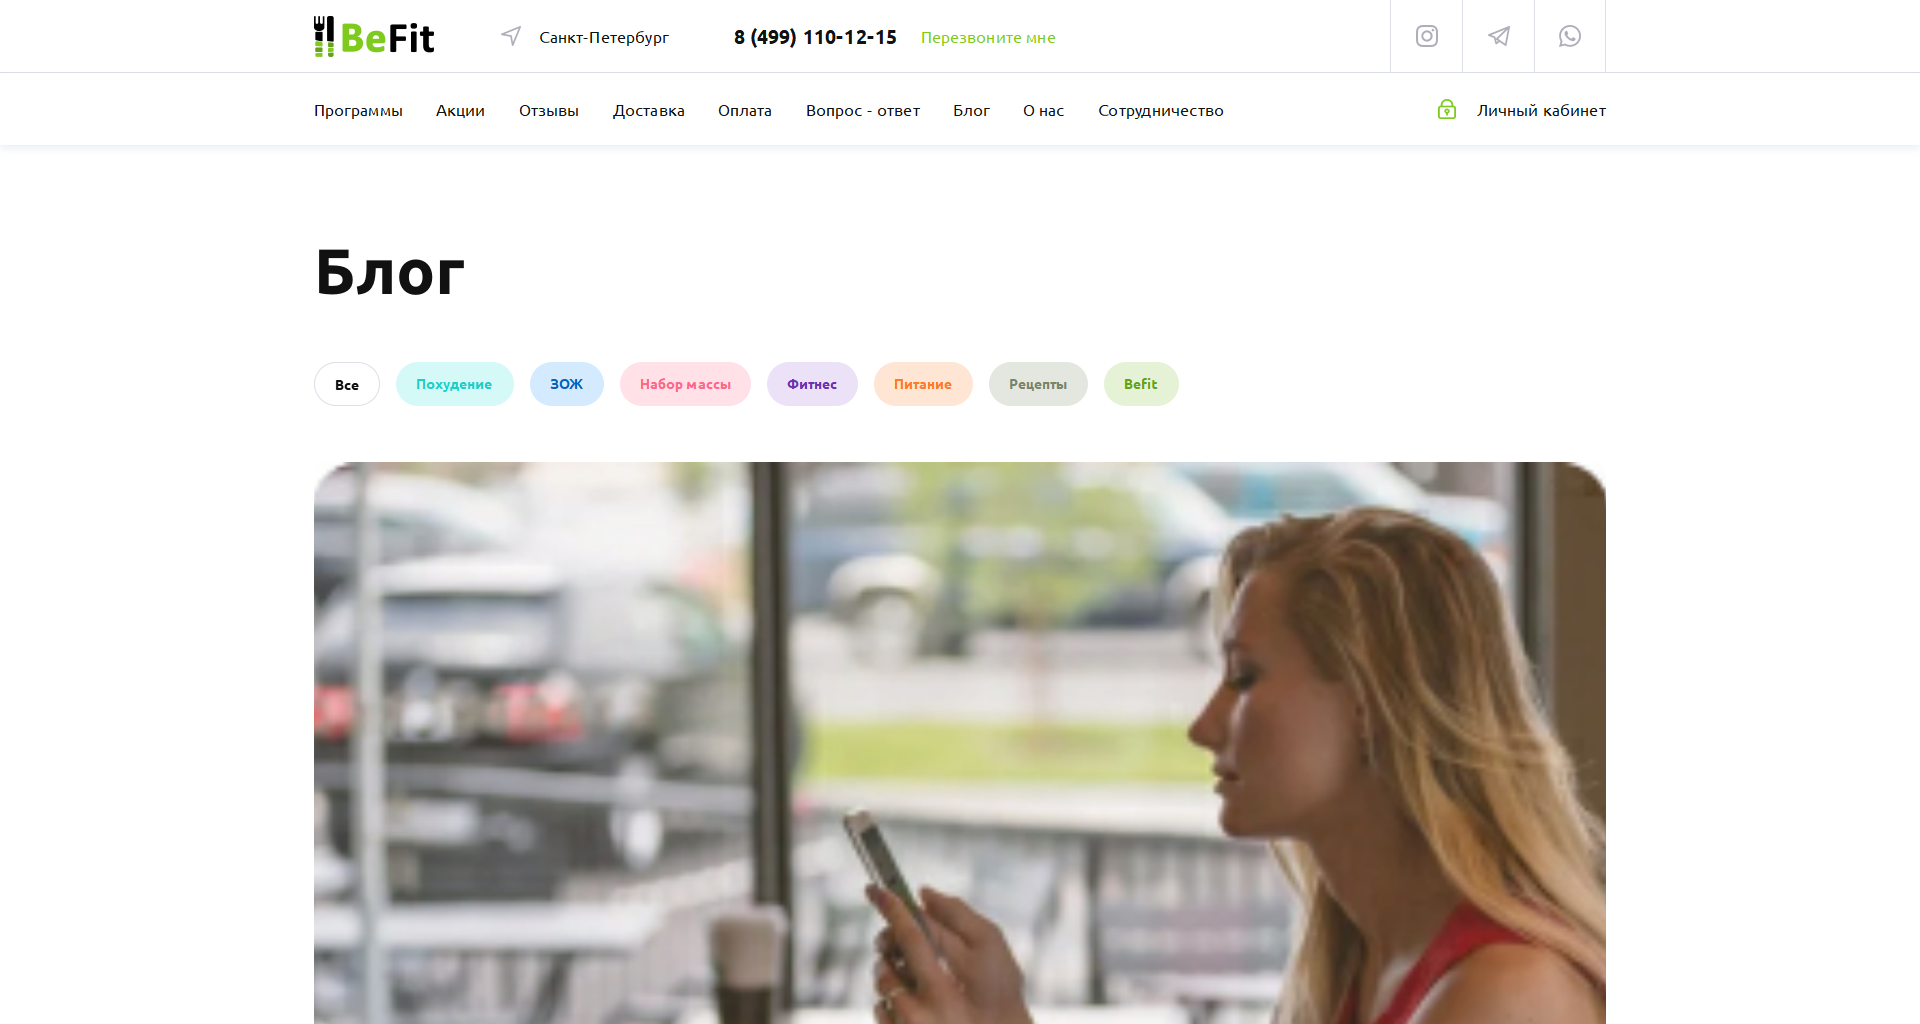 BeFit
Санкт-Петербург
8 (499) 110-12-15
Перезвоните мне
Программы
Акции
Отзывы
Доставка
Оплата
Вопрос - ответ
Блог
О нас
Сотрудничество
Личный кабинет
Блог
Все
Похудение
ЗОЖ
Набор массы
Фитнес
Питание
Рецепты
Befit